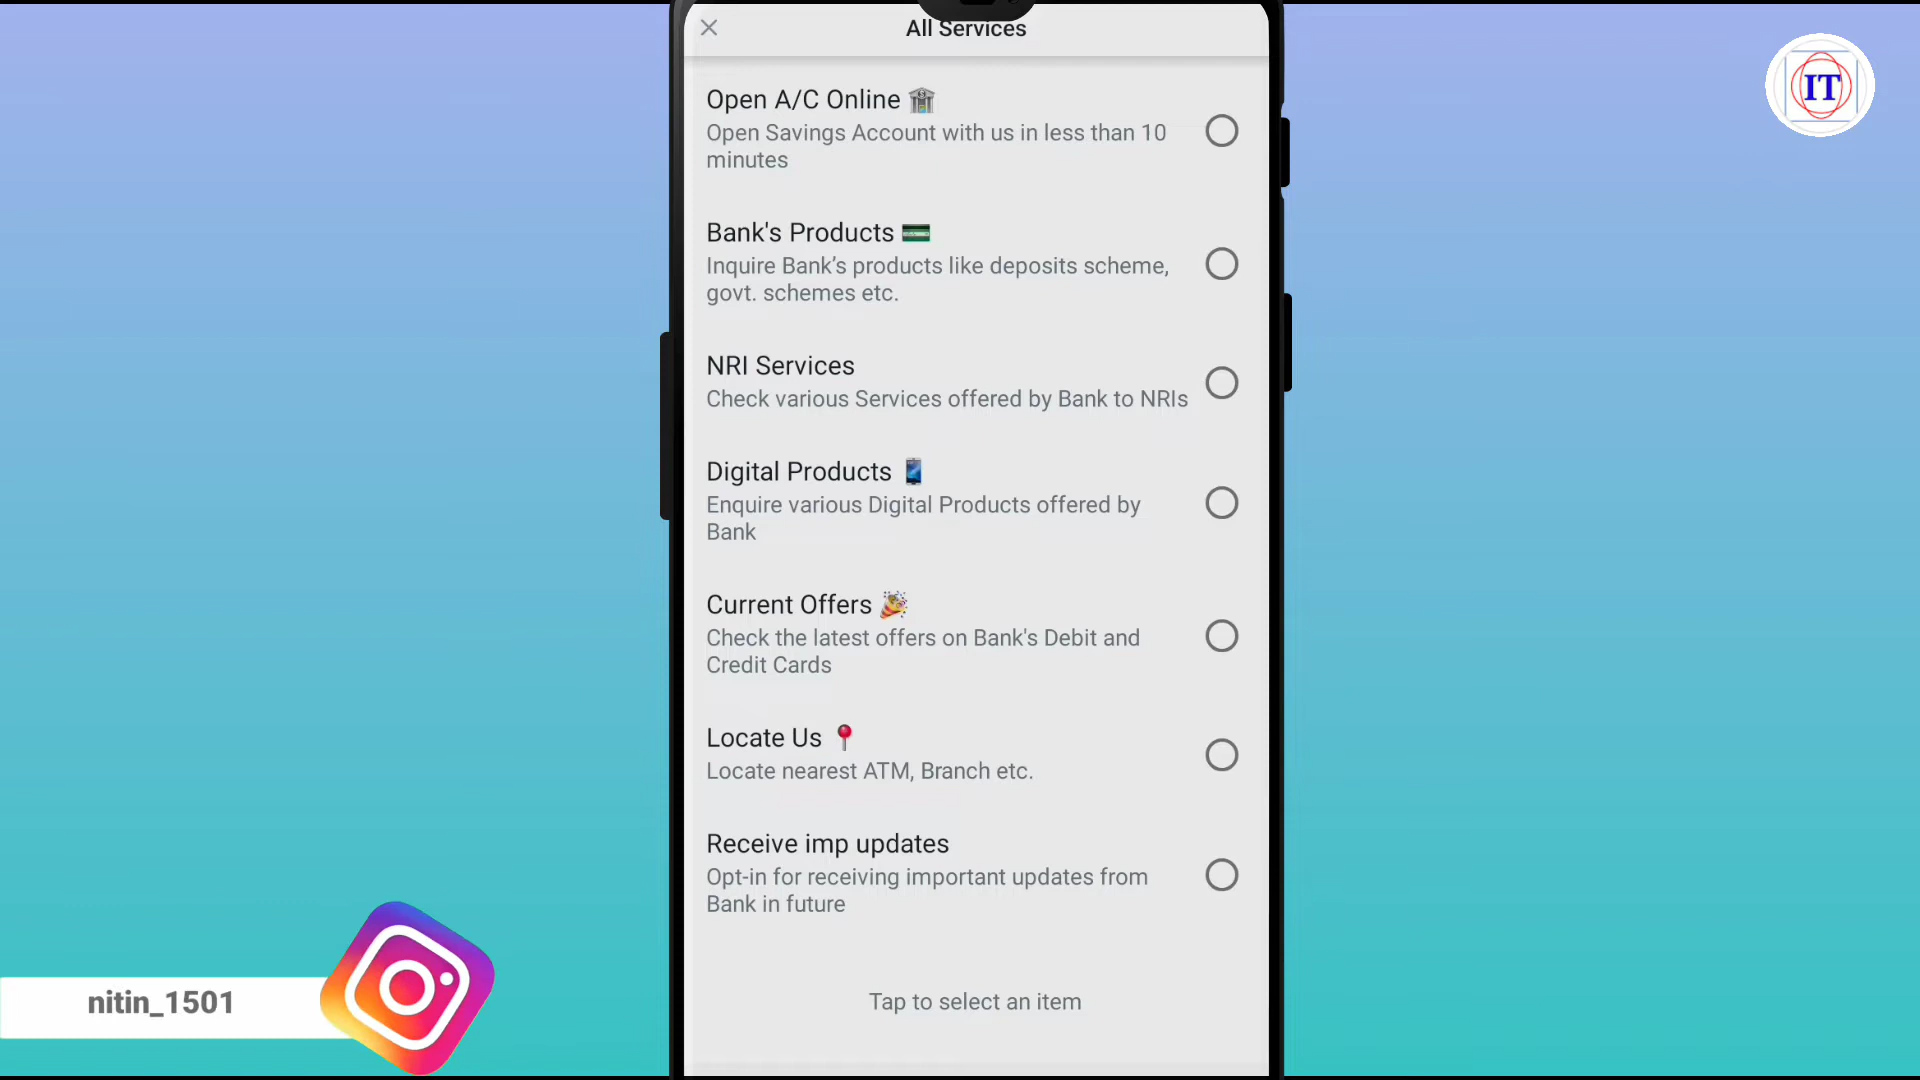 All Services
IT
Open A/C Online
Open Savings Account with us in less than 10
minutes
Bank's Products
Inquire Bank’s products like deposits scheme,
govt. schemes etc.
NRI Services
Check various Services offered by Bank to NRIs
Digital Products
Enquire various Digital Products offered by
Bank
Current Offers
Check the latest offers on Bank's Debit and
Credit Cards
Locate Us
Locate nearest ATM, Branch etc.
Receive imp updates
Opt-in for receiving important updates from
Bank in future
Tap to select an item
nitin_1501